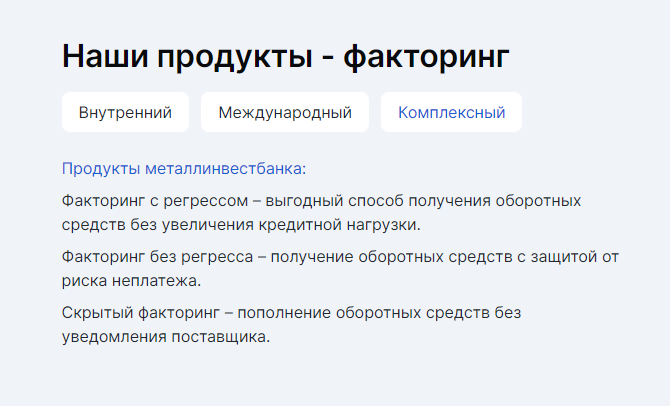 Наши продукты - факторинг
Внутренний Международный Комплексный
Продукты металлинвестбанка:
Факторинг с регрессом – выгодный способ получения оборотных
средств без увеличения кредитной нагрузки.
Факторинг без регресса – получение оборотных средств с защитой от
риска неплатежа.
Скрытый факторинг – пополнение оборотных средств без
уведомления поставщика.